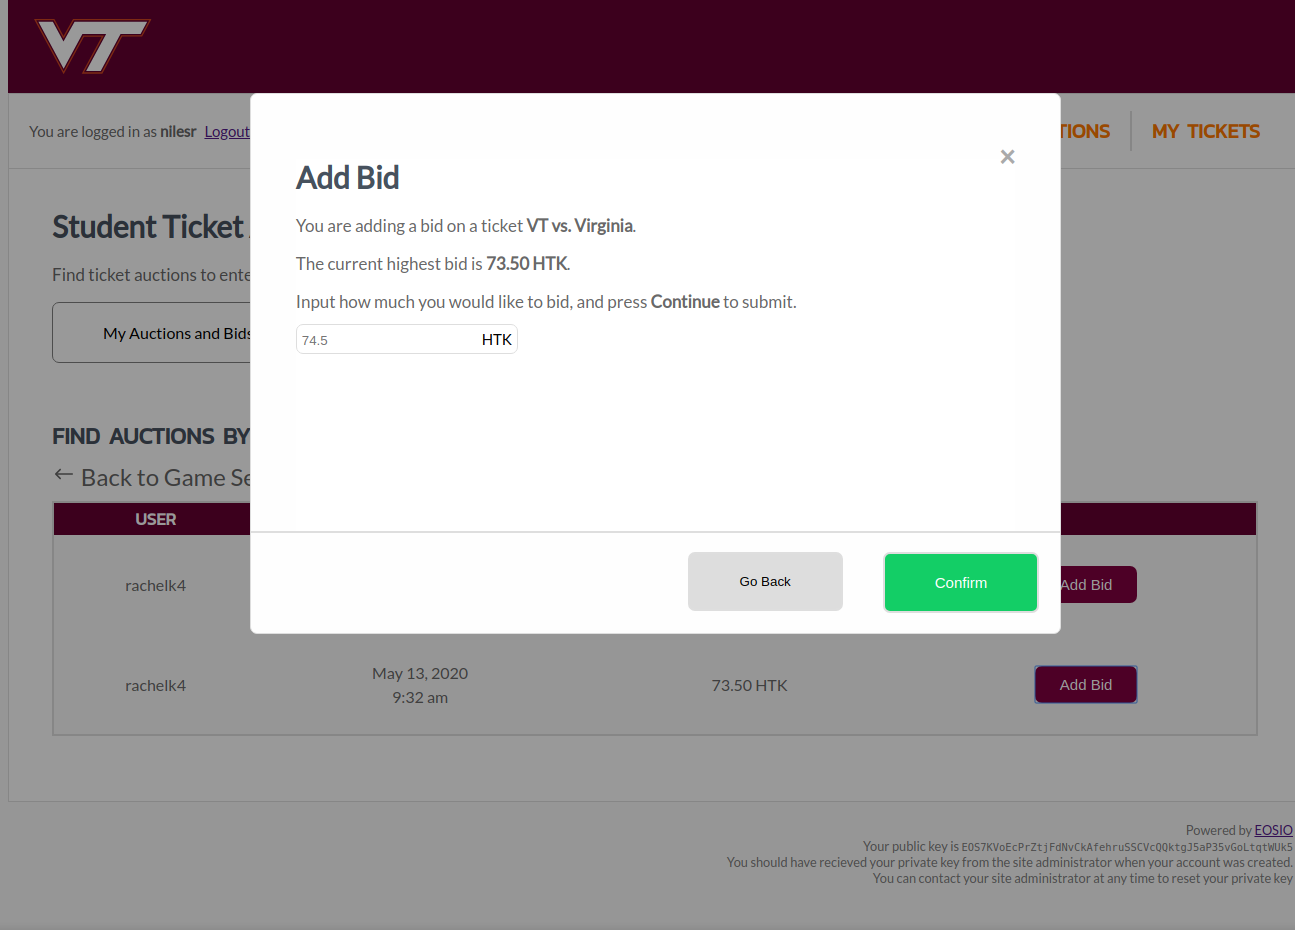 VT
You are logged in as nilesr Logout
TIONS
MY TICKETS
Student Ticket
Find ticket auctions to ente
My Auctions and Bids
FIND AUCTIONS BY
← Back to Game Se
USER
rachelk4
Add Bid
rachelk4
May 13, 2020
9:32 am
73.50 HTK
Add Bid
×
Add Bid
You are adding a bid on a ticket VT vs. Virginia.
The current highest bid is 73.50 HTK.
Input how much you would like to bid, and press Continue to submit.
74.5 HTK
Go Back
Confirm
Powered by EOSIO
Your public key is EOS7KVoEcPrZtjFdNvCkAfehruSSCVcQQktgJ5aP35vGoLtqtWUk5
You should have recieved your private key from the site administrator when your account was created.
You can contact your site administrator at any time to reset your private key